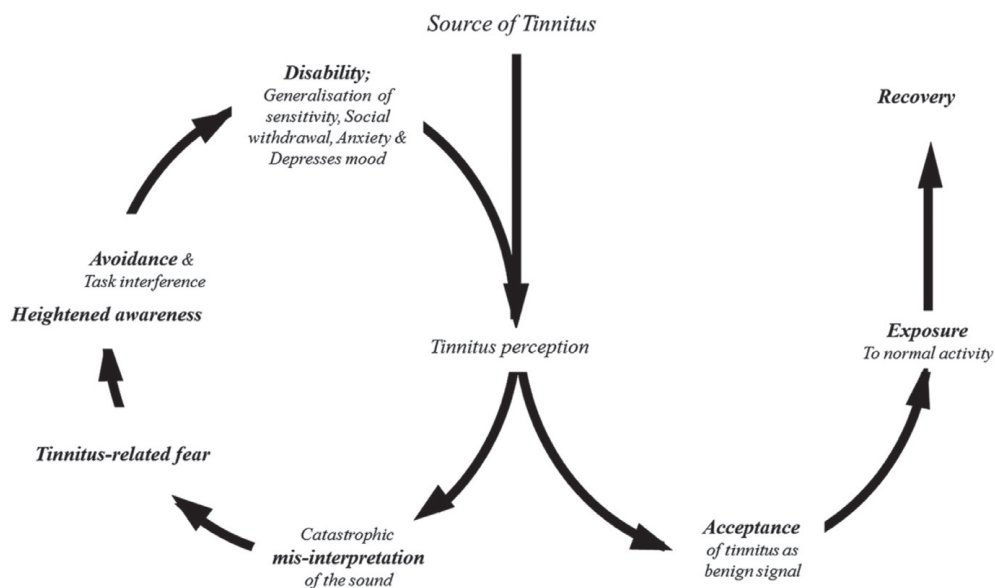 Source of Tinnitus
Disability;
Generalisation of
sensitivity, Social
withdrawal, Anxiety &
Depresses mood
Recovery
Avoidance &
Task interference
Heightened awareness
Tinnitus perception
Exposure
To normal activity
Tinnitus-related fear
Catastrophic
mis-interpretation
of the sound
Acceptance
of tinnitus as
benign signal